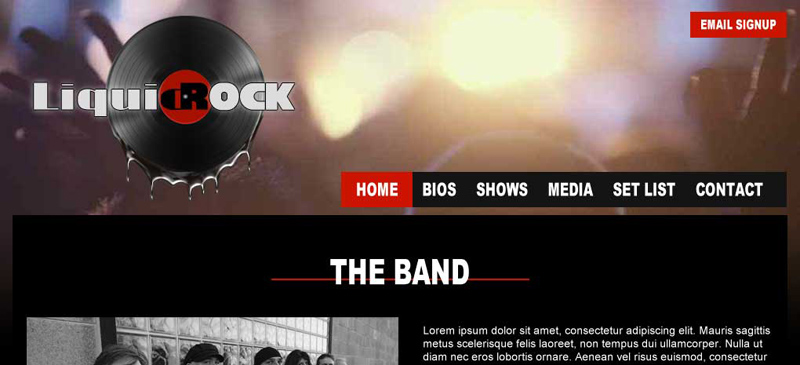 EMAIL SIGNUP
LiquidROCK
HOME BIOS SHOWS MEDIA SET LIST CONTACT
THE BAND
Lorem ipsum dolor sit amet, consectetur adipiscing elit. Mauris sagittis
metus scelerisque felis laoreet, non tempus dui ullamcorper. Nulla ut
diam nec eros lobortis ornare. Aenean vel risus euismod, consectetur